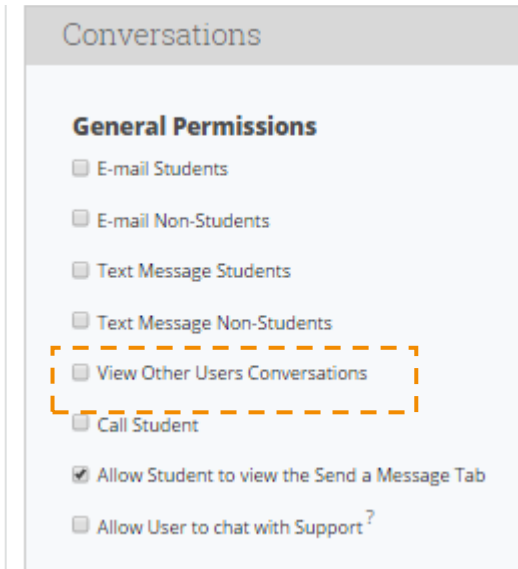 Conversations
General Permissions
E-mail Students
E-mail Non-Students
Text Message Students
Text Message Non-Students
View Other Users Conversations
Call Student
Allow Student to view the Send a Message Tab
Allow User to chat with Support ?